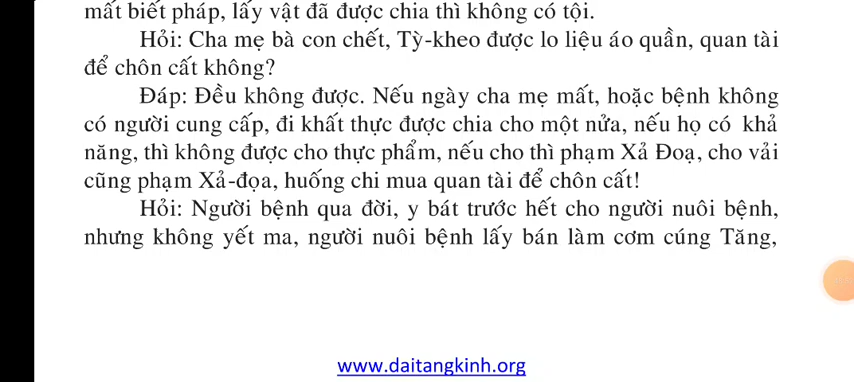 mất biết pháp, lấy vật đã được chia thì không có tội.
Hỏi: Cha mẹ bà con chết, Tỳ-kheo được lo liệu áo quần, quan tài
để chôn cất không?
Đáp: Đều không được. Nếu ngày cha mẹ mất, hoặc bệnh không
có người cung cấp, đi khất thực được chia cho một nửa, nếu họ có khả
năng, thì không được cho thực phẩm, nếu cho thì phạm Xả Đoạ, cho vải
cũng phạm Xả-đọa, huống chi mua quan tài để chôn cất!
Hỏi: Người bệnh qua đời, y bát trước hết cho người nuôi bệnh,
nhưng không yết ma, người nuôi bệnh lấy bán làm cơm cúng Tăng,
www.daitangkinh.org